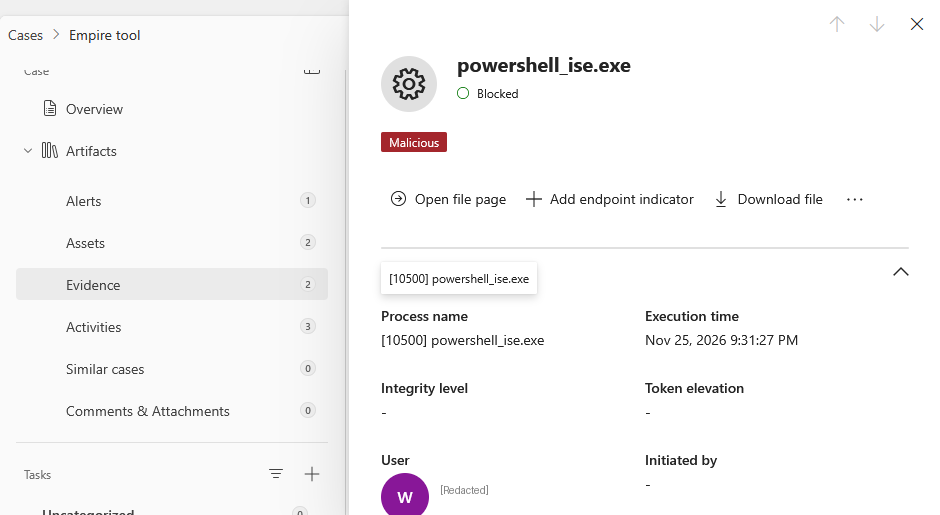 Cases > Empire tool
Case
Overview
Artifacts
Alerts 1
Assets 2
Evidence 2
Activities 3
Similar cases 0
Comments & Attachments 0
Tasks
Uncategorized 0
powershell_ise.exe
Blocked
Malicious
Open file page Add endpoint indicator Download file ...
[10500] powershell_ise.exe
Process name Execution time
[10500] powershell_ise.exe Nov 25, 2026 9:31:27 PM
Integrity level Token elevation
- -
User Initiated by
W [Redacted] -